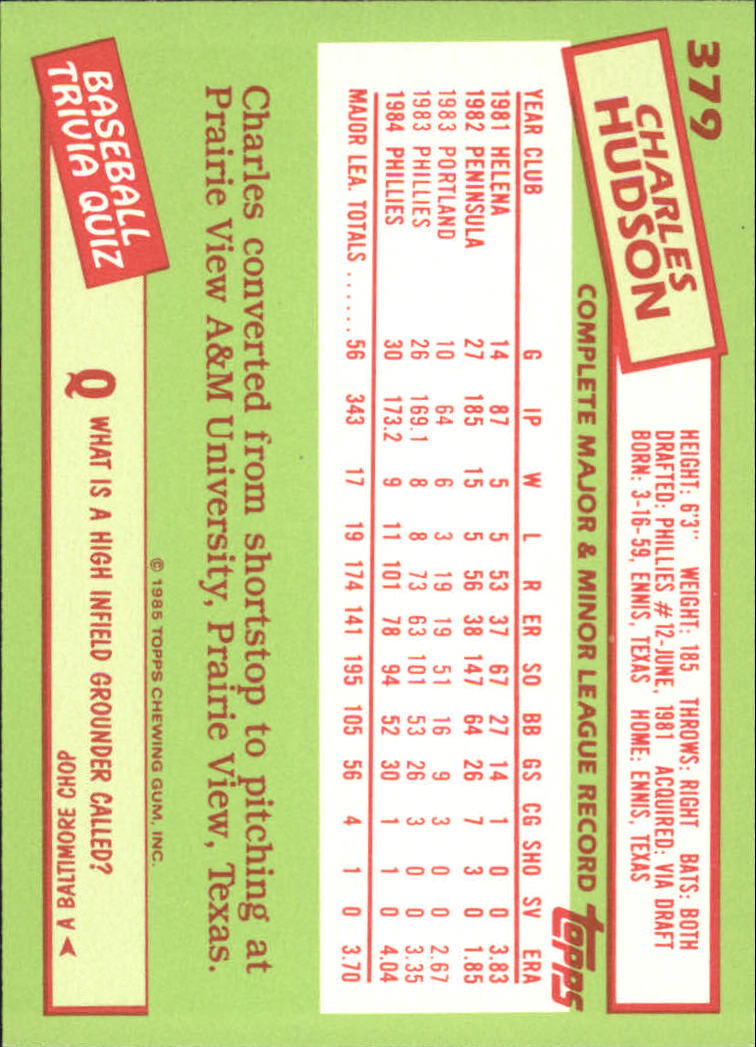 379
CHARLES
HUDSON
HEIGHT: 6'3" WEIGHT: 185 THROWS: RIGHT BATS: BOTH
DRAFTED: PHILLIES #12-JUNE, 1981 ACQUIRED: VIA DRAFT
BORN: 3-16-59, ENNIS, TEXAS HOME: ENNIS, TEXAS
COMPLETE MAJOR & MINOR LEAGUE RECORD topps
YEAR CLUB G IP W L R ER SO BB GS CG SHO SV ERA
1981 HELENA 14 87 5 5 53 37 67 27 14 1 0 0 3.83
1982 PENINSULA 27 185 15 5 56 38 147 64 26 7 3 0 1.85
1983 PORTLAND 10 64 6 3 19 19 51 16 9 3 0 0 2.67
1983 PHILLIES 26 169.1 8 8 73 63 101 53 26 3 0 0 3.35
1984 PHILLIES 30 173.2 9 11 101 78 94 52 30 1 1 0 4.04
MAJOR LEA. TOTALS ...... 56 343 17 19 174 141 195 105 56 4 1 0 3.70
Charles converted from shortstop to pitching at
Prairie View A&M University, Prairie View, Texas.
© 1985 TOPPS CHEWING GUM, INC.
BASEBALL
TRIVIA QUIZ
Q WHAT IS A HIGH INFIELD GROUNDER CALLED?
A BALTIMORE CHOP